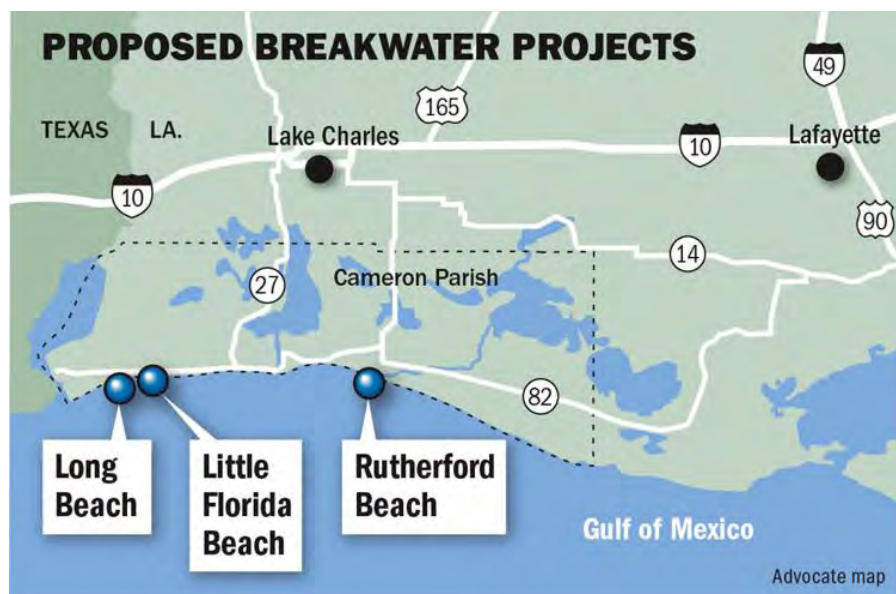 PROPOSED BREAKWATER PROJECTS
49
165
TEXAS
LA.
Lake Charles
10
Lafayette
10
90
14
27
Cameron Parish
82
Long
Beach
Little
Florida
Beach
Rutherford
Beach
Gulf of Mexico
Advocate map